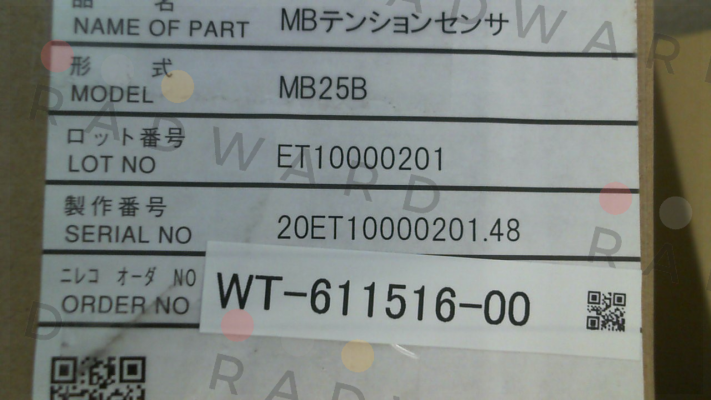 品 名
NAME OF PART MBテンションセンサ
形 式
MODEL MB25B
ロット番号
LOT NO ET10000201
製作番号
SERIAL NO 20ET10000201.48
ニレコ オーダ NO
ORDER NO WT-611516-00
RADWARD
RADWARD